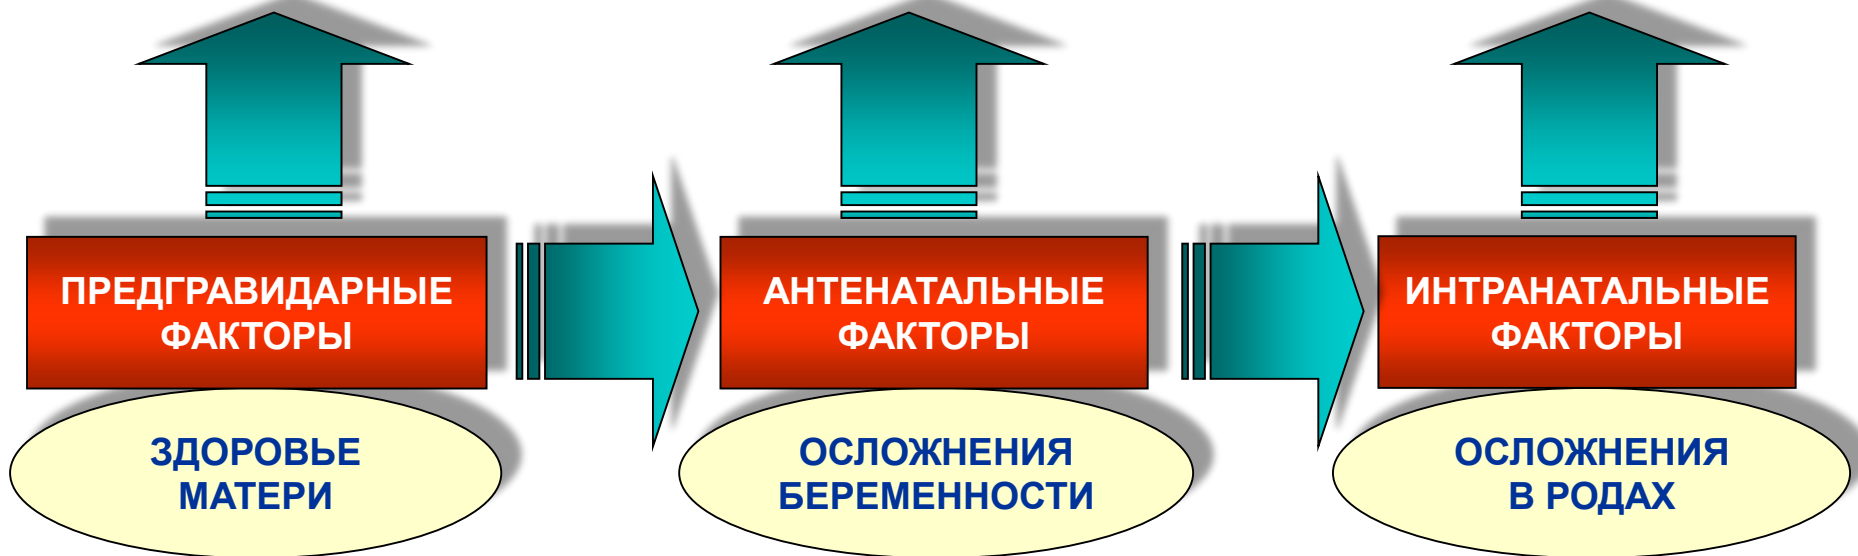 ПРЕДГРАВИДАРНЫЕ
ФАКТОРЫ
АНТЕНАТАЛЬНЫЕ
ФАКТОРЫ
ИНТРАНАТАЛЬНЫЕ
ФАКТОРЫ
ЗДОРОВЬЕ
МАТЕРИ
ОСЛОЖНЕНИЯ
БЕРЕМЕННОСТИ
ОСЛОЖНЕНИЯ
В РОДАХ